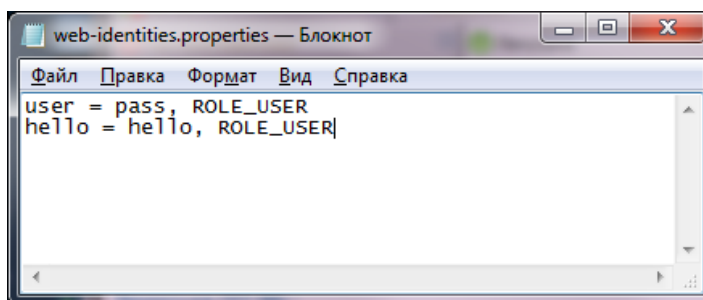 web-identities.properties — Блокнот
Файл Правка Формат Вид Справка
user = pass, ROLE_USER
hello = hello, ROLE_USER